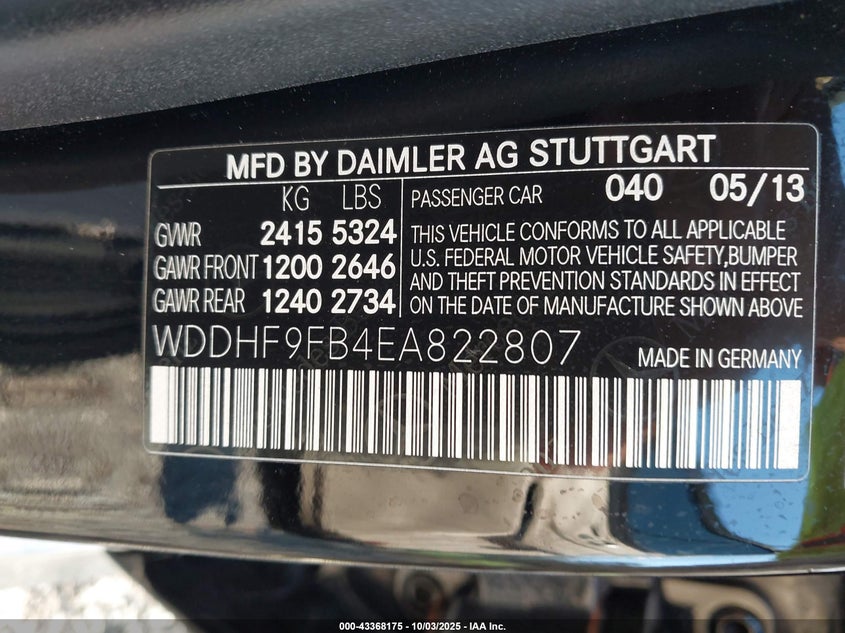 MFD BY DAIMLER AG STUTTGART
KG LBS
GVWR 2415 5324
GAWR FRONT 1200 2646
GAWR REAR 1240 2734
PASSENGER CAR 040 05/13
THIS VEHICLE CONFORMS TO ALL APPLICABLE
U.S. FEDERAL MOTOR VEHICLE SAFETY,BUMPER
AND THEFT PREVENTION STANDARDS IN EFFECT
ON THE DATE OF MANUFACTURE SHOWN ABOVE
WDDHF9FB4EA822807
MADE IN GERMANY
000-43368175 - 10/03/2025 - IAA Inc.